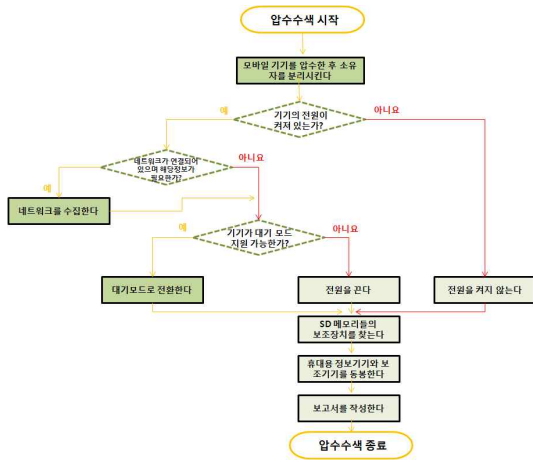 압수수색 시작
모바일 기기를 압수한 후 소유
자를 분리시킨다
예
기기의 전원이
켜져 있는가?
아니요
네트워크가 연결되어
있으며 해당정보가
필요한가?
아니요
예
네트워크를 수집한다
예
기기가 대기 모드
지원 가능한가?
아니요
대기모드로 전환한다
전원을 끈다
전원을 켜지 않는다
SD 메모리들의
보조장치를 찾는다
휴대용 정보기기와 보
조기기를 동봉한다
보고서를 작성한다
압수수색 종료